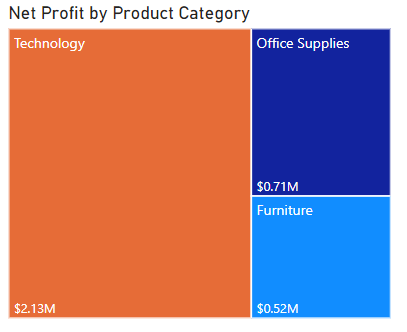 Net Profit by Product Category
Technology
$2.13M
Office Supplies
$0.71M
Furniture
$0.52M